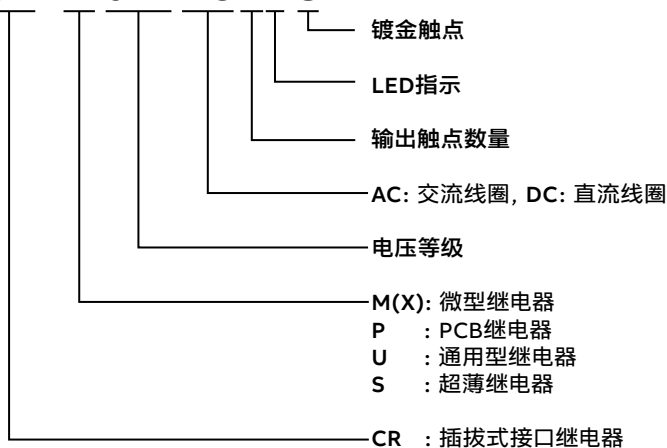 镀金触点
LED指示
输出触点数量
AC: 交流线圈, DC: 直流线圈
电压等级
M(X): 微型继电器
P : PCB继电器
U : 通用型继电器
S : 超薄继电器
CR : 插拔式接口继电器